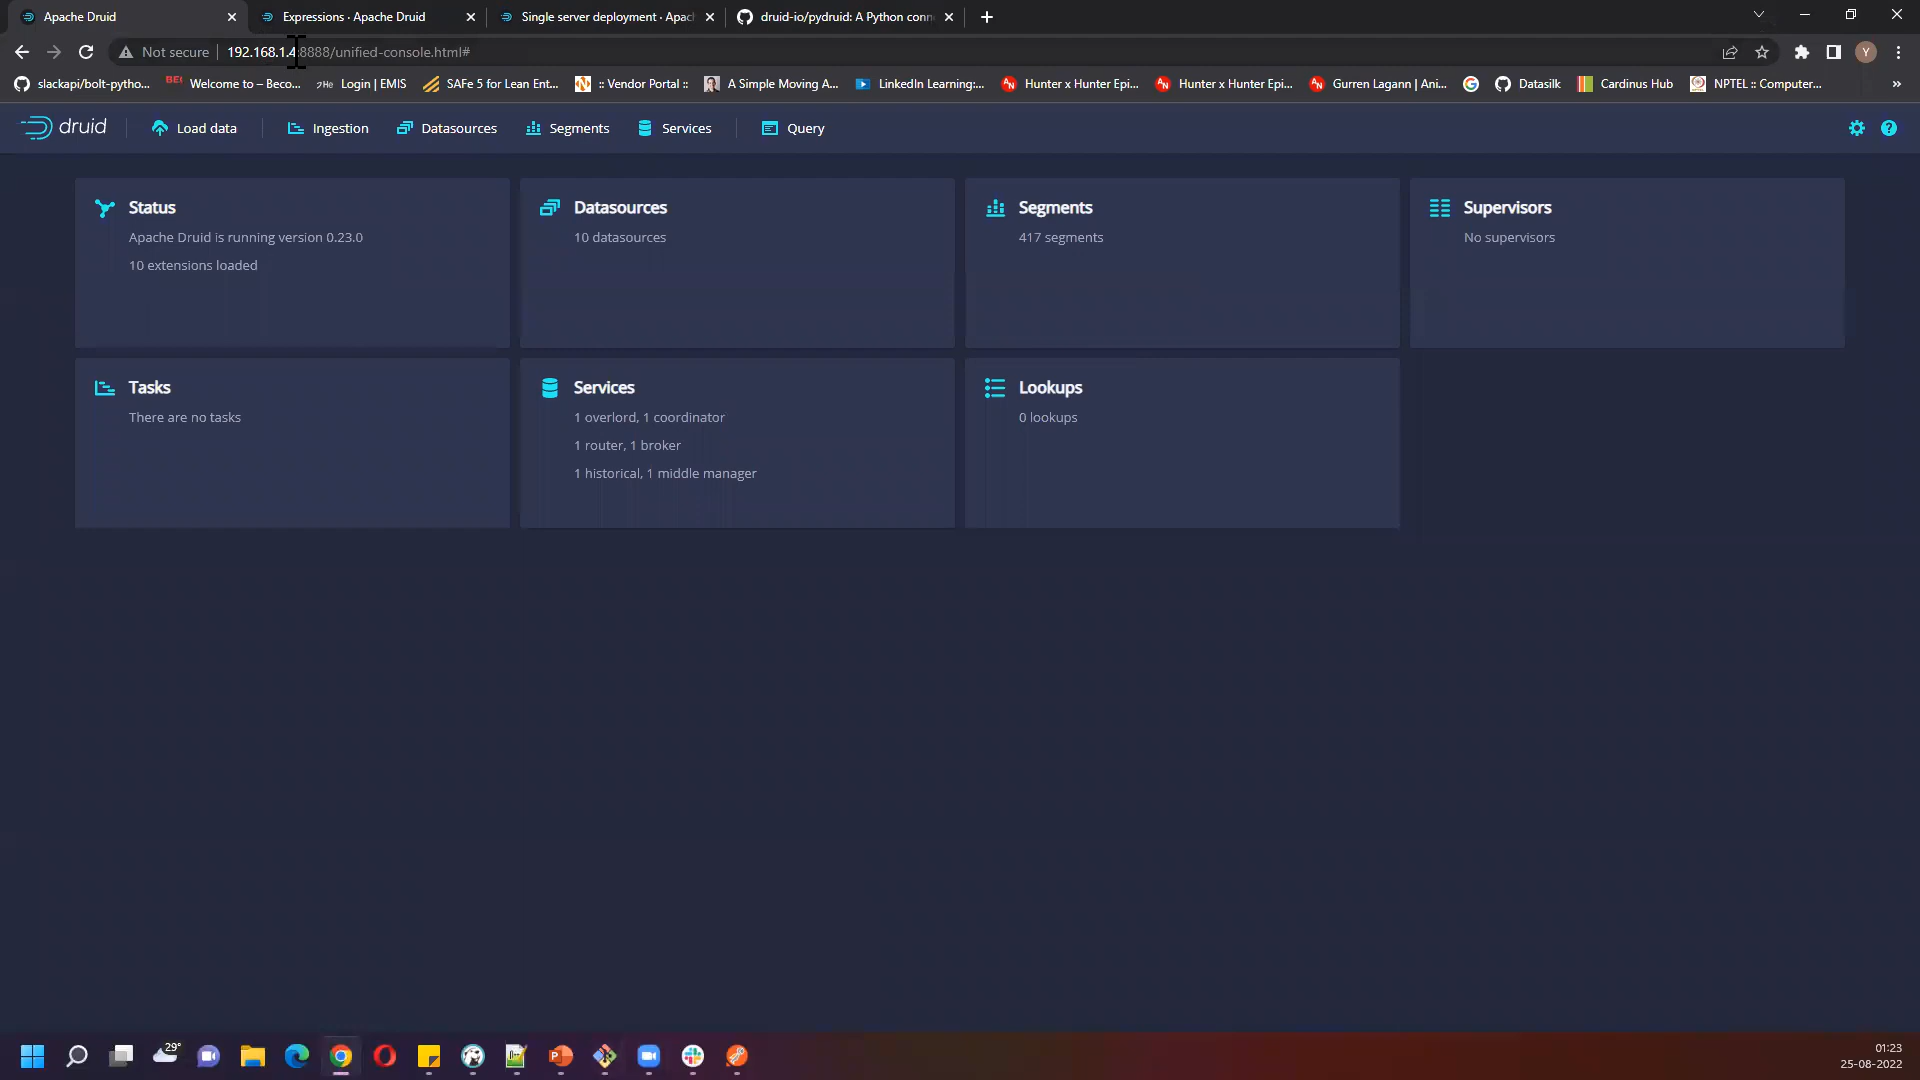 Apache Druid
Expressions · Apache Druid
Single server deployment · Apac
druid-io/pydruid: A Python conn
Not secure
192.168.1.4:8888/unified-console.html#
Y
slackapi/bolt-pytho...
BE!
Welcome to – Beco...
Login | EMIS
SAFe 5 for Lean Ent...
:: Vendor Portal ::
A Simple Moving A...
LinkedIn Learning:...
Hunter x Hunter Epi...
Hunter x Hunter Epi...
Gurren Lagann | Ani...
Datasilk
Cardinus Hub
NPTEL :: Computer...
»
druid
Load data
Ingestion
Datasources
Segments
Services
Query
Status
Apache Druid is running version 0.23.0
10 extensions loaded
Datasources
10 datasources
Segments
417 segments
Supervisors
No supervisors
Tasks
There are no tasks
Services
1 overlord, 1 coordinator
1 router, 1 broker
1 historical, 1 middle manager
Lookups
0 lookups
29°
01:23
25-08-2022